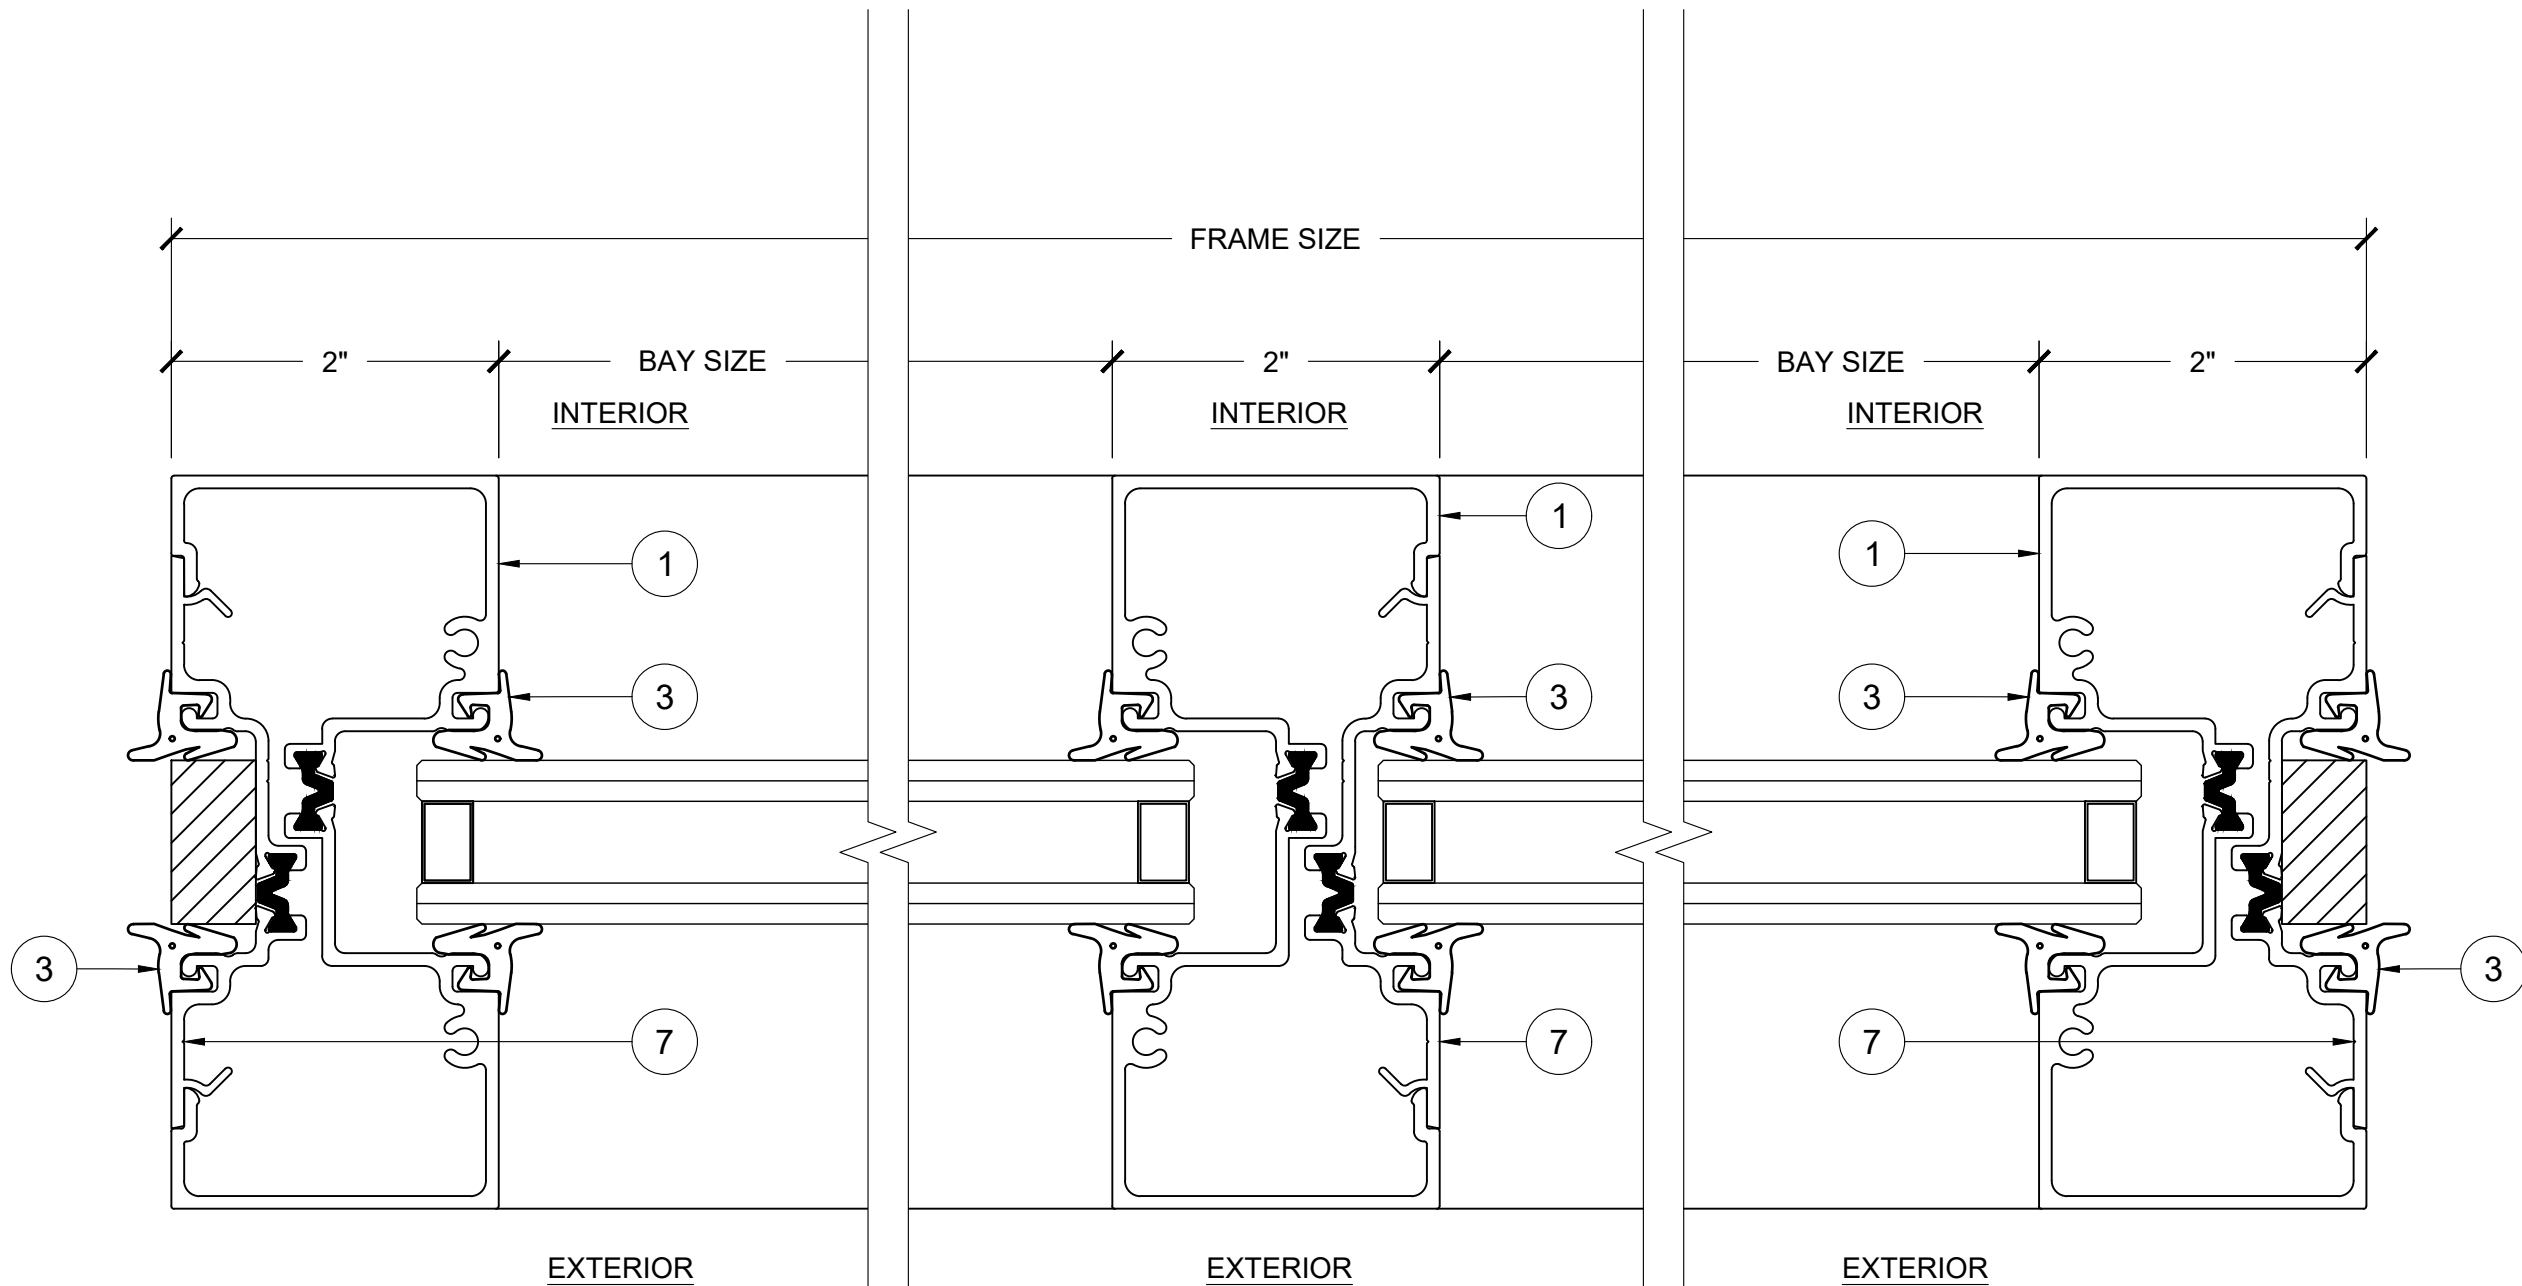 FRAME SIZE
2" BAY SIZE 2" BAY SIZE 2"
INTERIOR INTERIOR INTERIOR
1 1 1
3 3 3
3 3
7 7 7
EXTERIOR EXTERIOR EXTERIOR